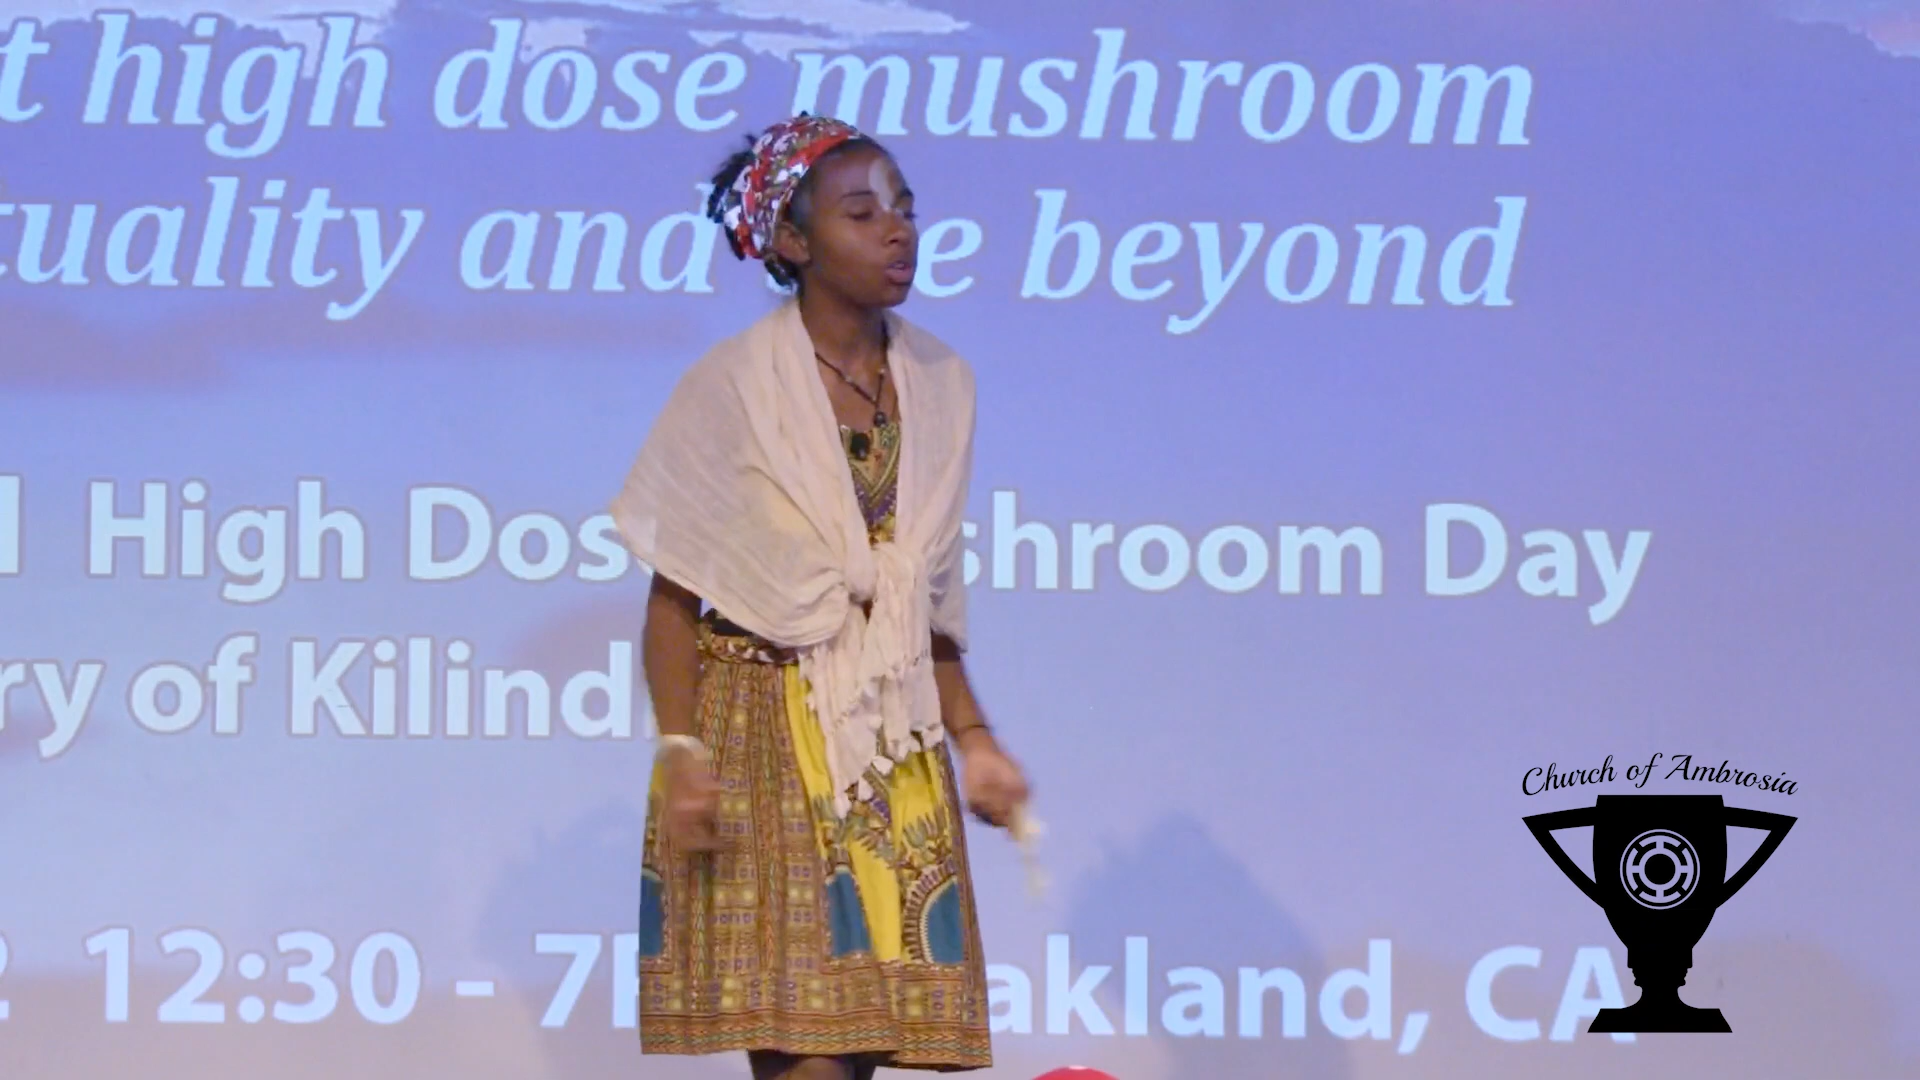 t high dose mushroom
tuality and e beyond
High Dos shroom Day
ry of Kilind
12:30 - 7P akland, CA
Church of Ambrosia